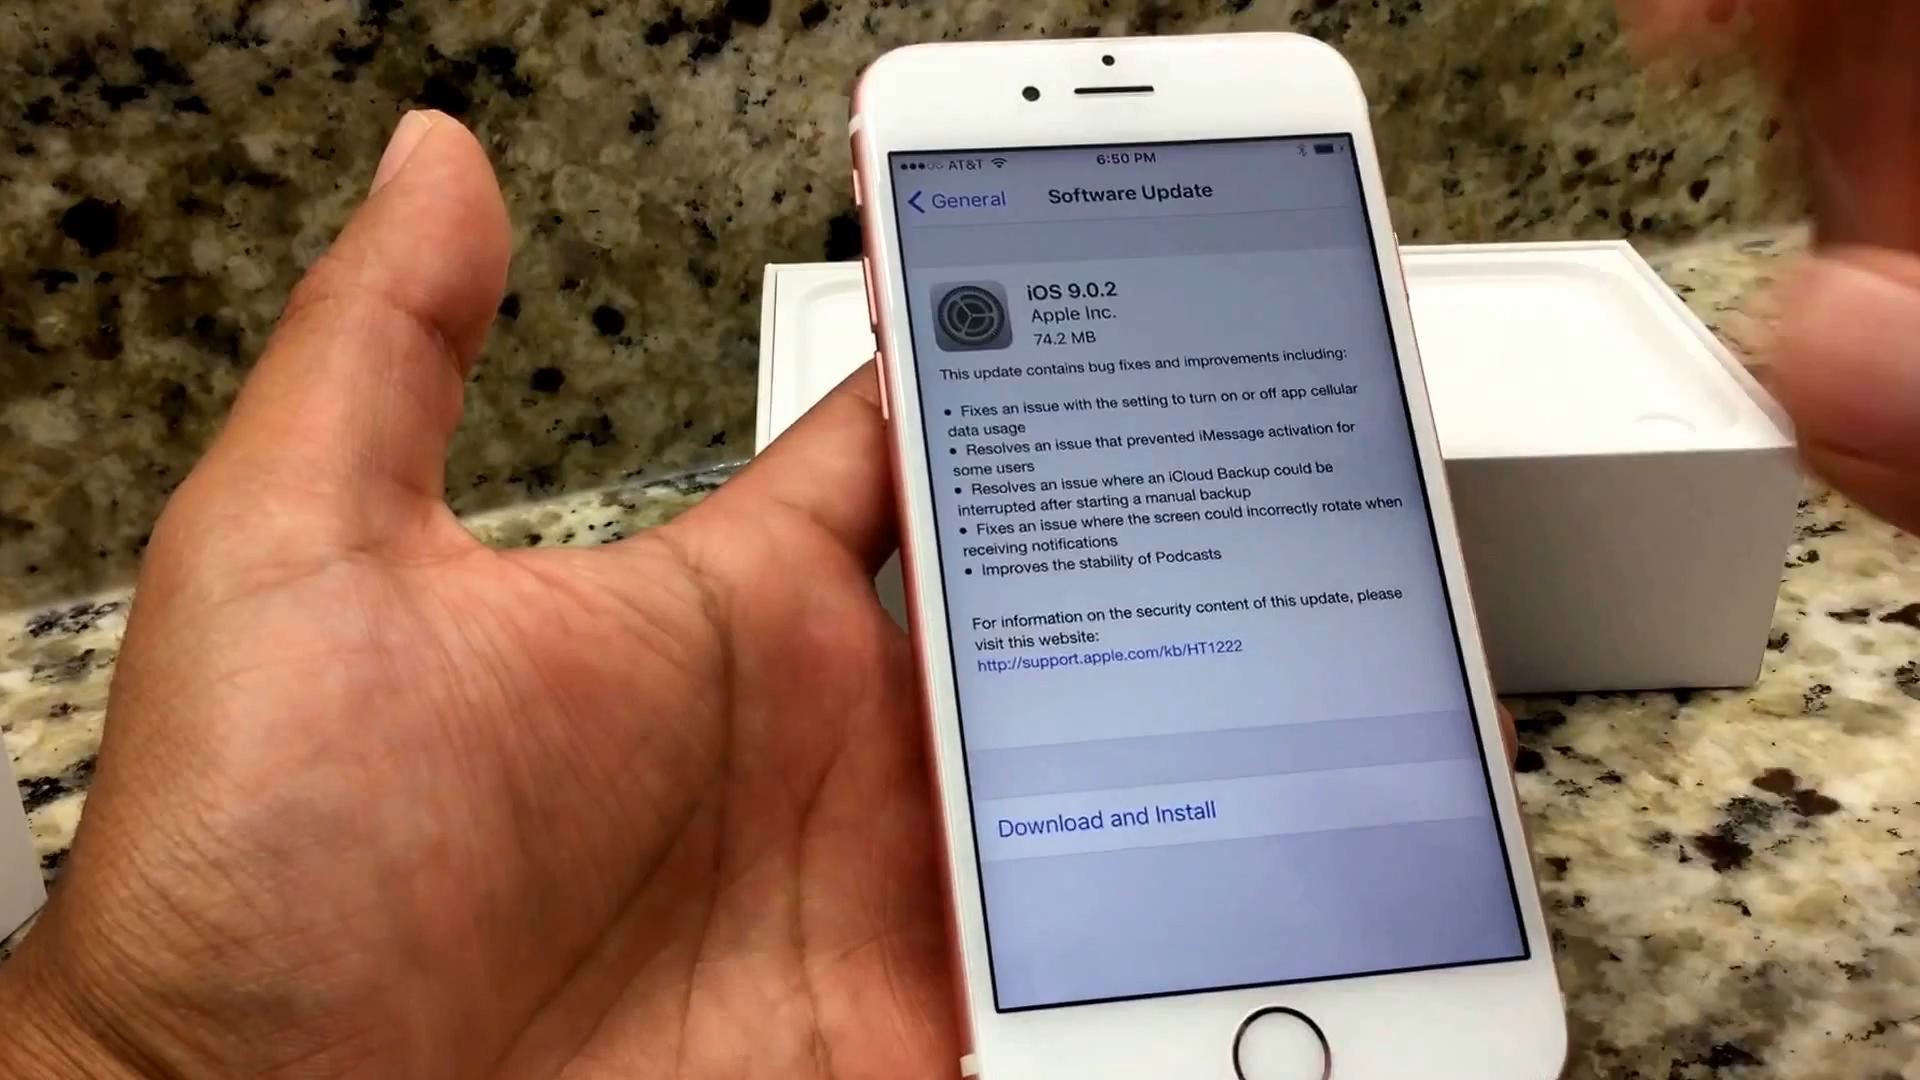 AT&T 6:50 PM
General Software Update
iOS 9.0.2
Apple Inc.
74.2 MB
This update contains bug fixes and improvements including:
• Fixes an issue with the setting to turn on or off app cellular
data usage
• Resolves an issue that prevented iMessage activation for
some users
• Resolves an issue where an iCloud Backup could be
interrupted after starting a manual backup
• Fixes an issue where the screen could incorrectly rotate when
receiving notifications
• Improves the stability of Podcasts
For information on the security content of this update, please
visit this website:
http://support.apple.com/kb/HT1222
Download and Install